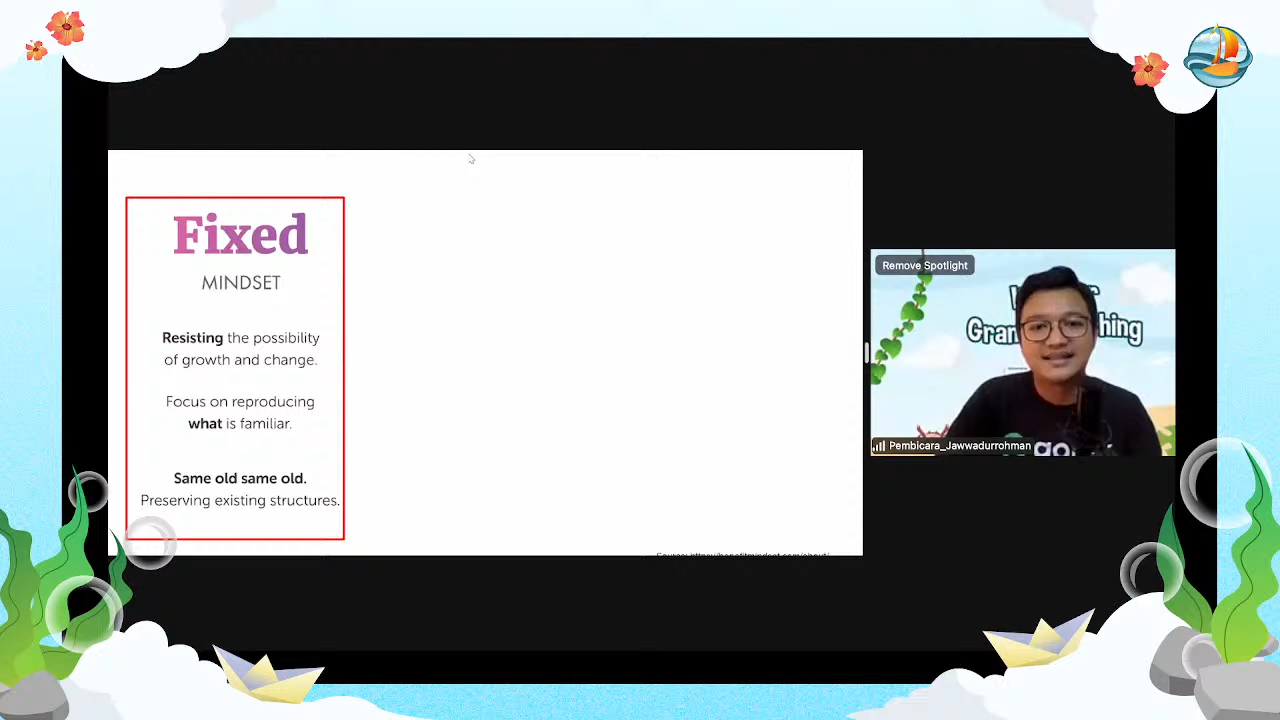 Fixed
MINDSET
Resisting the possibility
of growth and change.
Focus on reproducing
what is familiar.
Same old same old.
Preserving existing structures.
Remove Spotlight
Pembicara_Jawwadurrohman